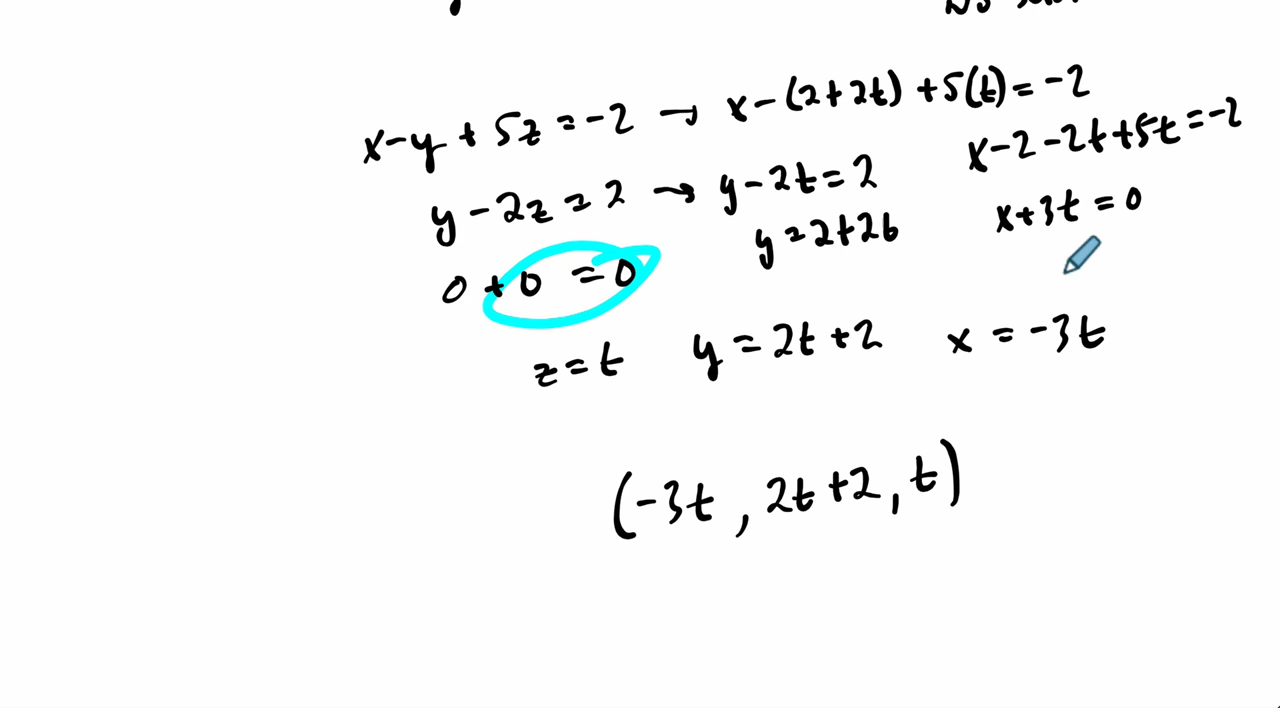 x-y + 5z = -2 → x-(2+2t) +5(t)= -2
x-2-2t+5t=-2
y -2z = 2 → y-2t=2
x+3t = 0
y=2+2t
0 + 0 = 0
z=t y = 2t+2 x = -3t
(-3t , 2t+2, t)